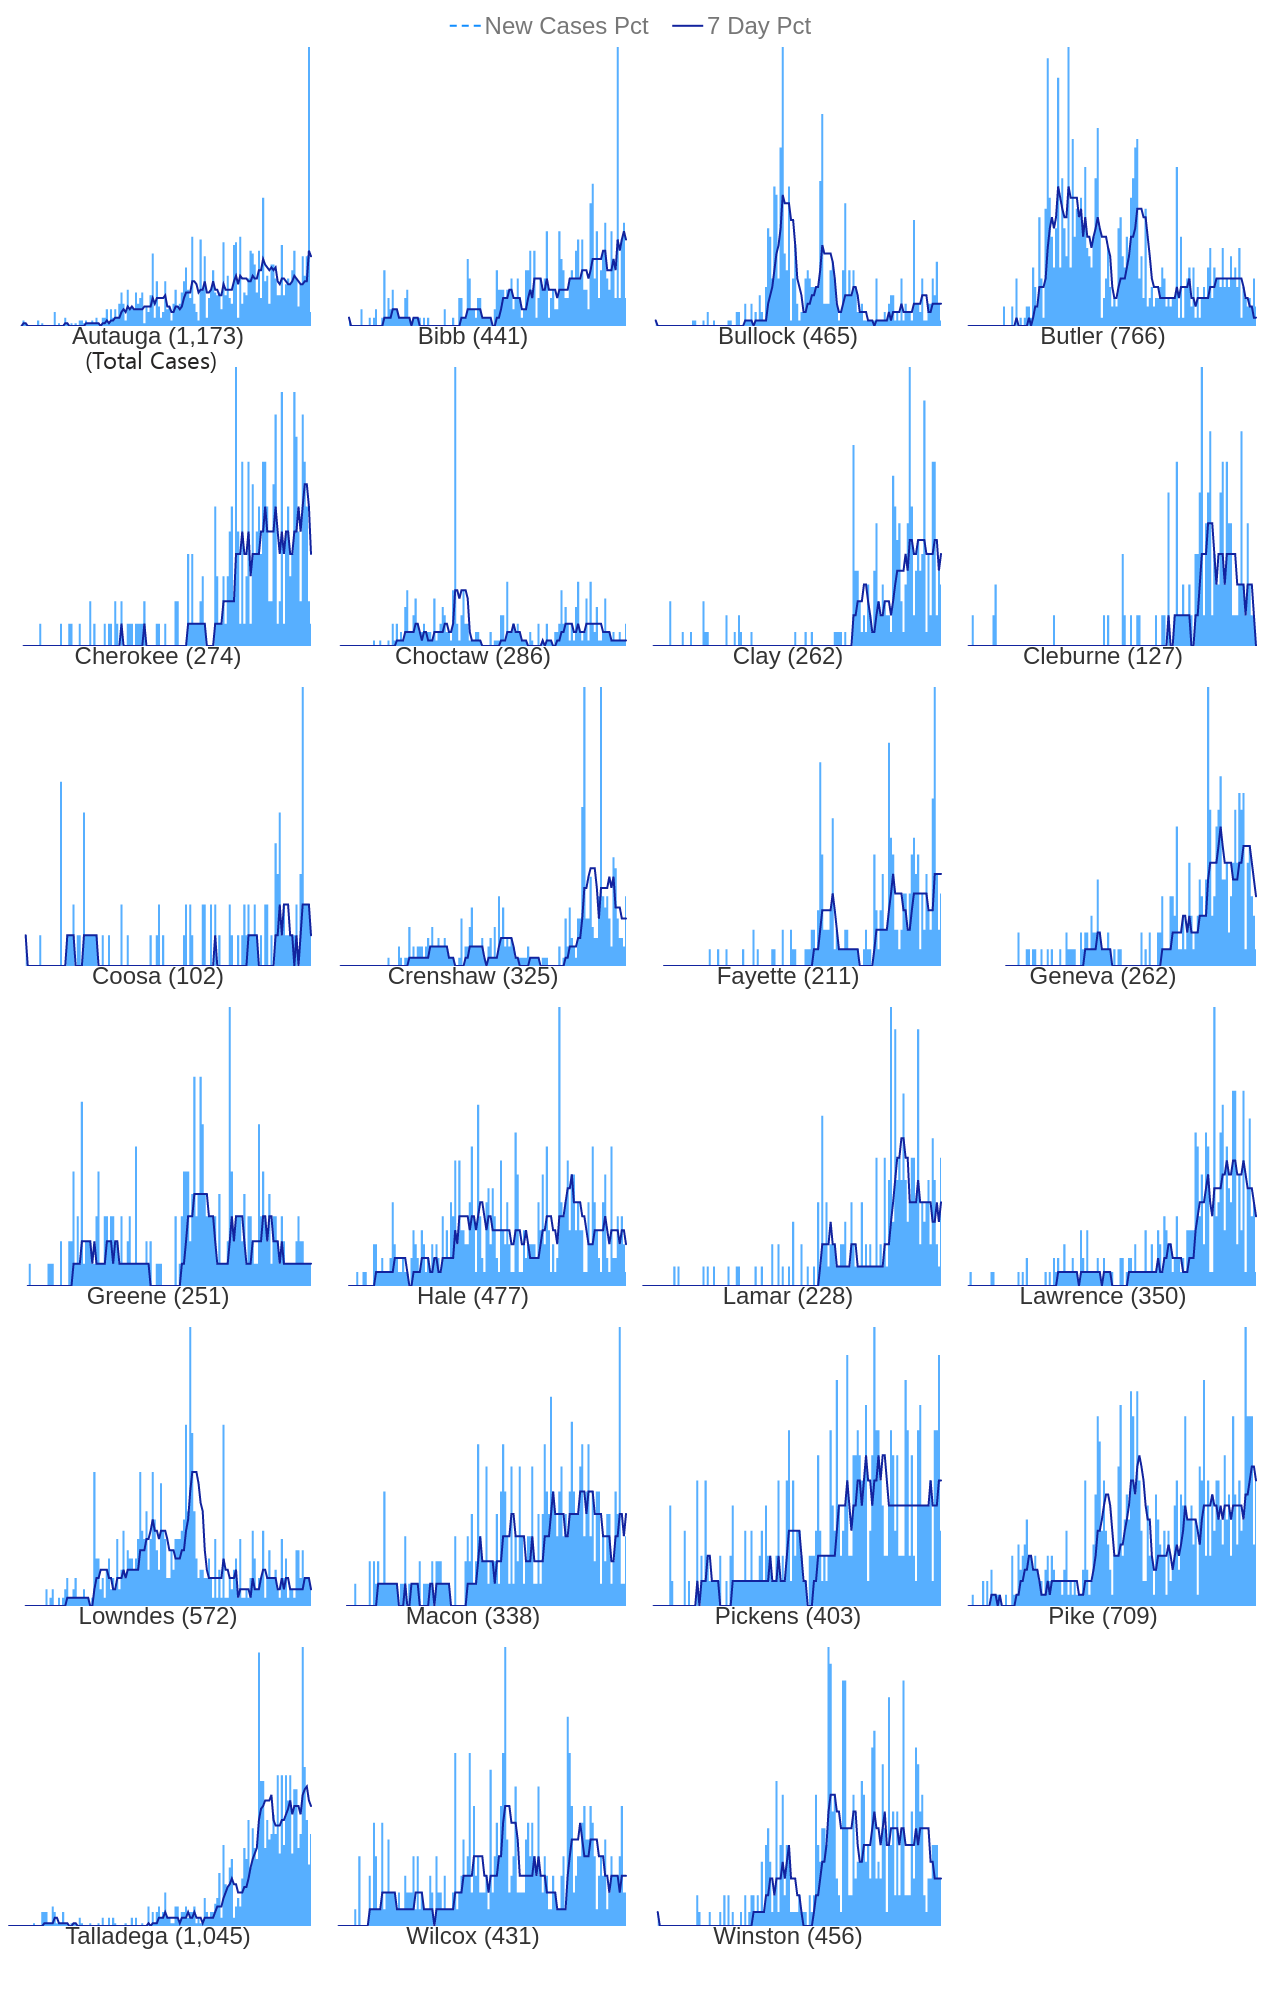 New Cases Pct 7 Day Pct
Autauga (1,173) Bibb (441) Bullock (465) Butler (766)
(Total Cases)
Cherokee (274) Choctaw (286) Clay (262) Cleburne (127)
Coosa (102) Crenshaw (325) Fayette (211) Geneva (262)
Greene (251) Hale (477) Lamar (228) Lawrence (350)
Lowndes (572) Macon (338) Pickens (403) Pike (709)
Talladega (1,045) Wilcox (431) Winston (456)